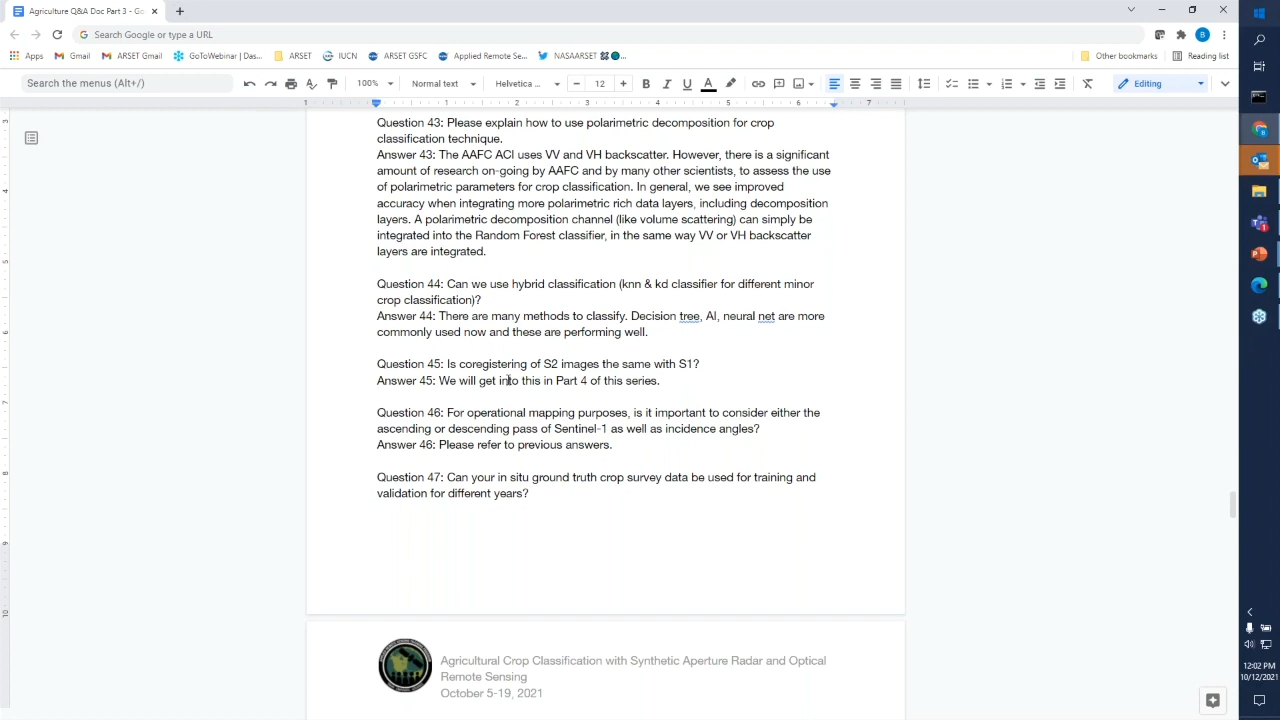 Agriculture Q&A Doc Part 3 - Go
Search Google or type a URL
Apps
Gmail
ARSET Gmail
GoToWebinar | Das...
ARSET
IUCN
ARSET GSFC
Applied Remote Se...
NASAARSET
Other bookmarks
Reading list
Search the menus (Alt+/)
100%
Normal text
Helvetica ...
12
Editing
1 1 2 3 4 5 6 7
Question 43: Please explain how to use polarimetric decomposition for crop
classification technique.
Answer 43: The AAFC ACI uses VV and VH backscatter. However, there is a significant
amount of research on-going by AAFC and by many other scientists, to assess the use
of polarimetric parameters for crop classification. In general, we see improved
accuracy when integrating more polarimetric rich data layers, including decomposition
layers. A polarimetric decomposition channel (like volume scattering) can simply be
integrated into the Random Forest classifier, in the same way VV or VH backscatter
layers are integrated.
Question 44: Can we use hybrid classification (knn & kd classifier for different minor
crop classification)?
Answer 44: There are many methods to classify. Decision tree, AI, neural net are more
commonly used now and these are performing well.
Question 45: Is coregistering of S2 images the same with S1?
Answer 45: We will get into this in Part 4 of this series.
Question 46: For operational mapping purposes, is it important to consider either the
ascending or descending pass of Sentinel-1 as well as incidence angles?
Answer 46: Please refer to previous answers.
Question 47: Can your in situ ground truth crop survey data be used for training and
validation for different years?
Agricultural Crop Classification with Synthetic Aperture Radar and Optical
Remote Sensing
October 5-19, 2021
12:02 PM
10/12/2021